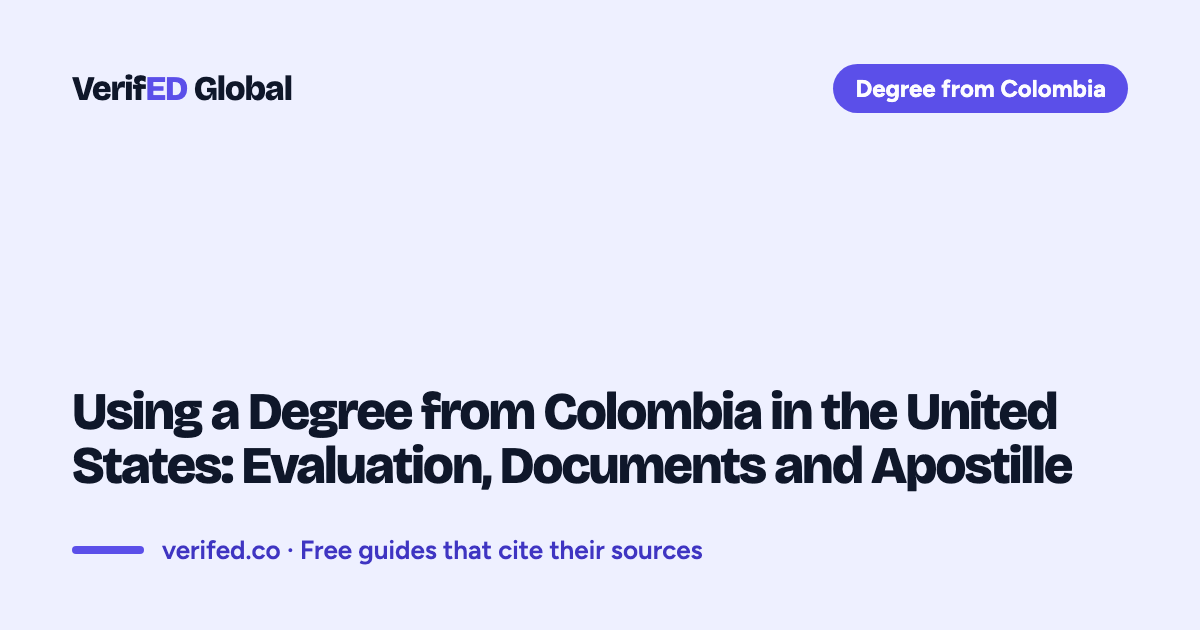 VerifED Global
Degree from Colombia
Using a Degree from Colombia in the United
States: Evaluation, Documents and Apostille
verifed.co · Free guides that cite their sources